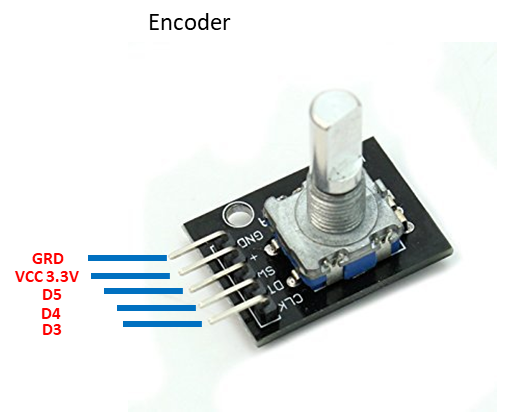 Encoder
GRD
VCC 3.3V
D5
D4
D3
GND
+
SW
DT
CLK